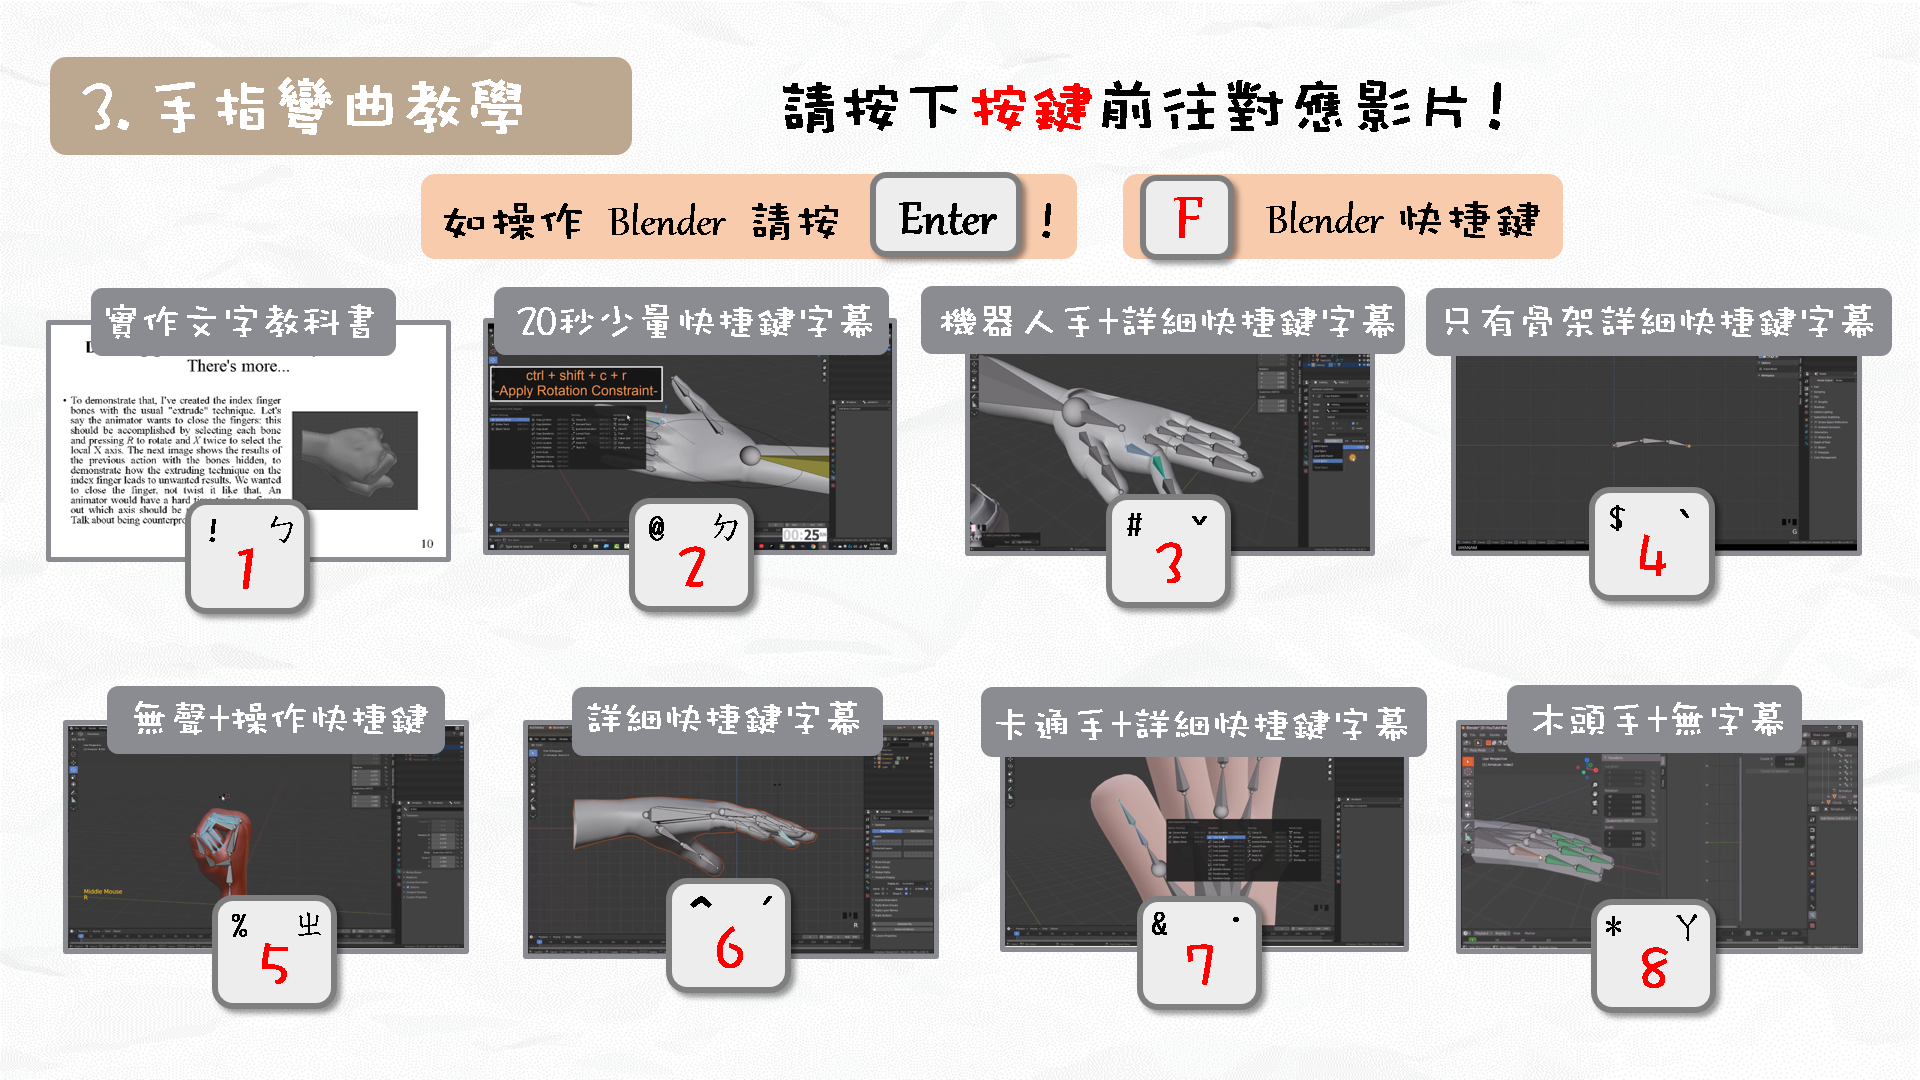 3. 手指彎曲教學
請按下按鍵前往對應影片!
如操作 Blender 請按 Enter !
F Blender 快捷鍵
實作文字教科書
There's more...
• To demonstrate that, I've created the index finger
bones with the usual "extrude" technique. Let's
say the animator wants to close the fingers: this
should be accomplished by selecting each bone
and pressing R to rotate and X twice to select the
local X axis. The next image shows the results of
the previous action with the bones hidden, to
demonstrate how the extruding technique on the
index finger leads to unwanted results. We wanted
to close the finger, not twist it like that. An
animator would have a hard
out which axis should be
Talk about being
10
! ㄅ
1
20秒少量快捷鍵字幕
ctrl + shift + c + r
-Apply Rotation Constraint-
00:25
@ ㄉ
2
機器人手+詳細快捷鍵字幕
# ˇ
3
只有骨架詳細快捷鍵字幕
G
$ ˋ
4
無聲+操作快捷鍵
Middle Mouse
R
% ㄓ
5
詳細快捷鍵字幕
R
^ ˊ
6
卡通手+詳細快捷鍵字幕
& ˙
7
木頭手+無字幕
* ㄚ
8